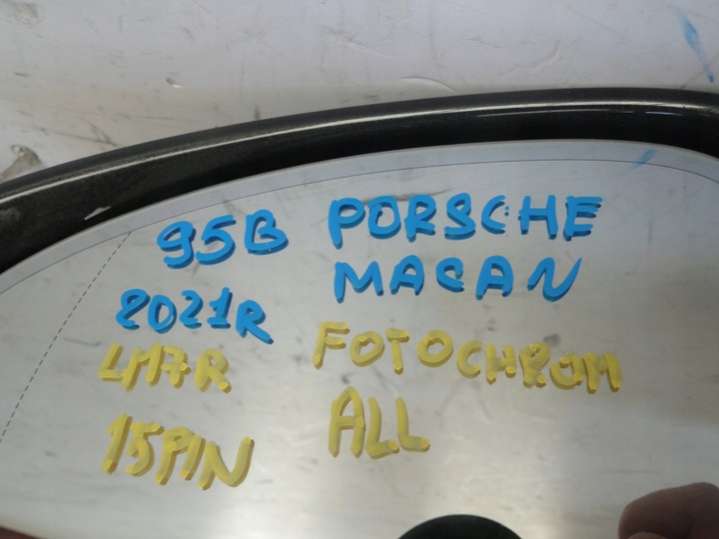 95B PORSCHE
2021R MACAN
LM7R FOTOCHROM
15PIN ALL